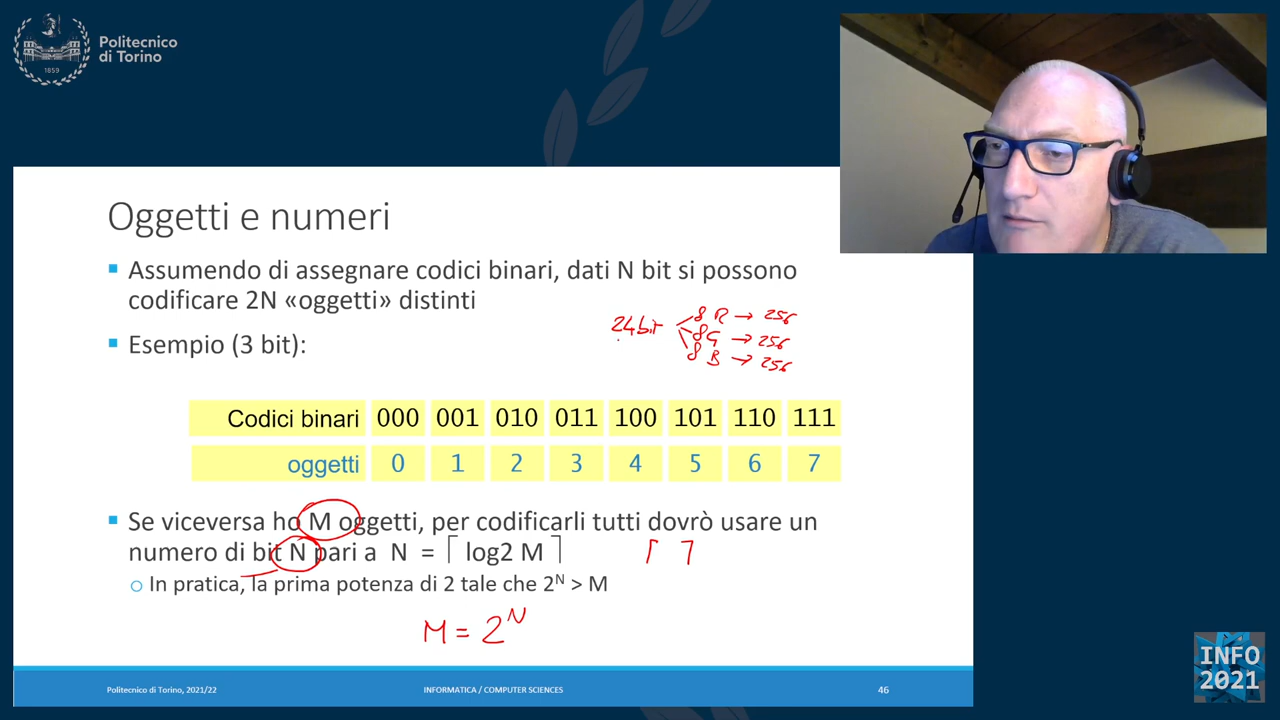 Politecnico
di Torino
1859
Oggetti e numeri
Assumendo di assegnare codici binari, dati N bit si possono
codificare 2N «oggetti» distinti
24bit
8 R → 256
8 G → 256
8 B → 256
Esempio (3 bit):
Codici binari 000 001 010 011 100 101 110 111
oggetti 0 1 2 3 4 5 6 7
Se viceversa ho M oggetti, per codificarli tutti dovrò usare un
numero di bit N pari a N = ⌈ log2 M ⌉ ⌈ ⌉
In pratica, la prima potenza di 2 tale che 2ᴺ > M
M = 2ᴺ
Politecnico di Torino, 2021/22 INFORMATICA / COMPUTER SCIENCES 46
INFO
2021